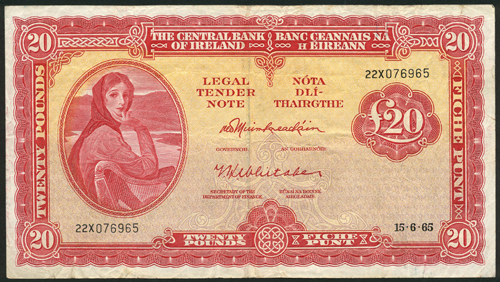 20
THE CENTRAL BANK OF IRELAND
BANC CEANNAIS NA
H ÉIREANN
20
22X076965
LEGAL
TENDER
NOTE
NÓTA
DLÍ-
THAIRGTHE
TWENTY POUNDS
FICHE PUNT
£20
GOVERNOR
AN GOBHARNÓIR
SECRETARY OF THE
DEPARTMENT OF FINANCE
RÚNAÍ NA ROINNE
AIRGEADAIS
22X076965
15·6·65
20
TWENTY
POUNDS
FICHE
PUNT
20